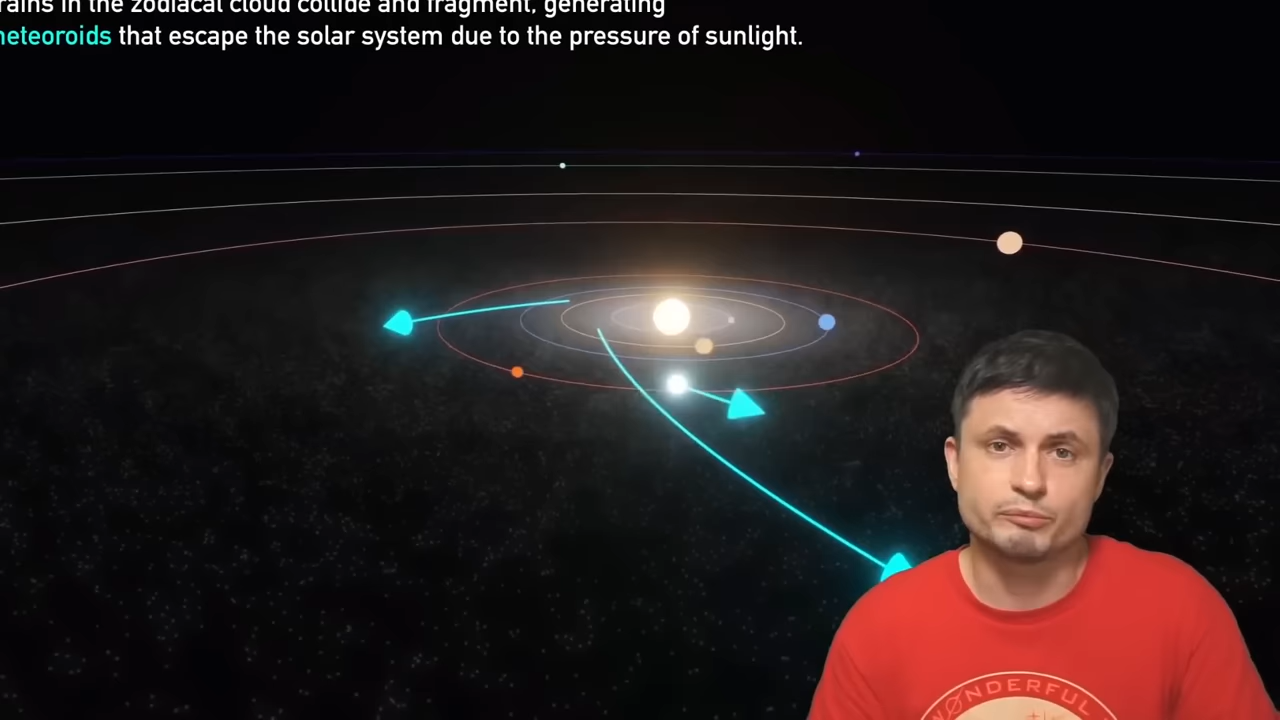 rains in the zodiacal cloud collide and fragment, generating
neteoroids that escape the solar system due to the pressure of sunlight.
WØNDERFUL